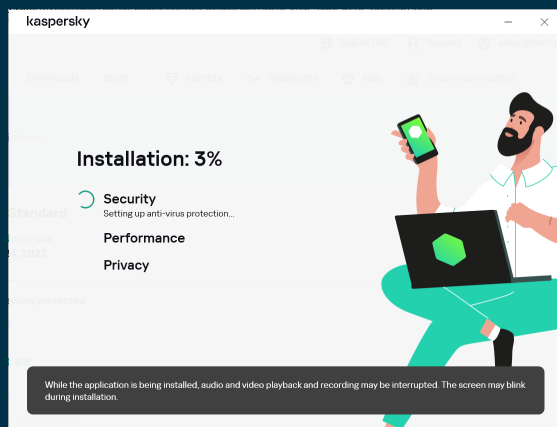 kaspersky
Installation: 3%
Security
Setting up anti-virus protection...
Performance
Privacy
While the application is being installed, audio and video playback and recording may be interrupted. The screen may blink
during installation.